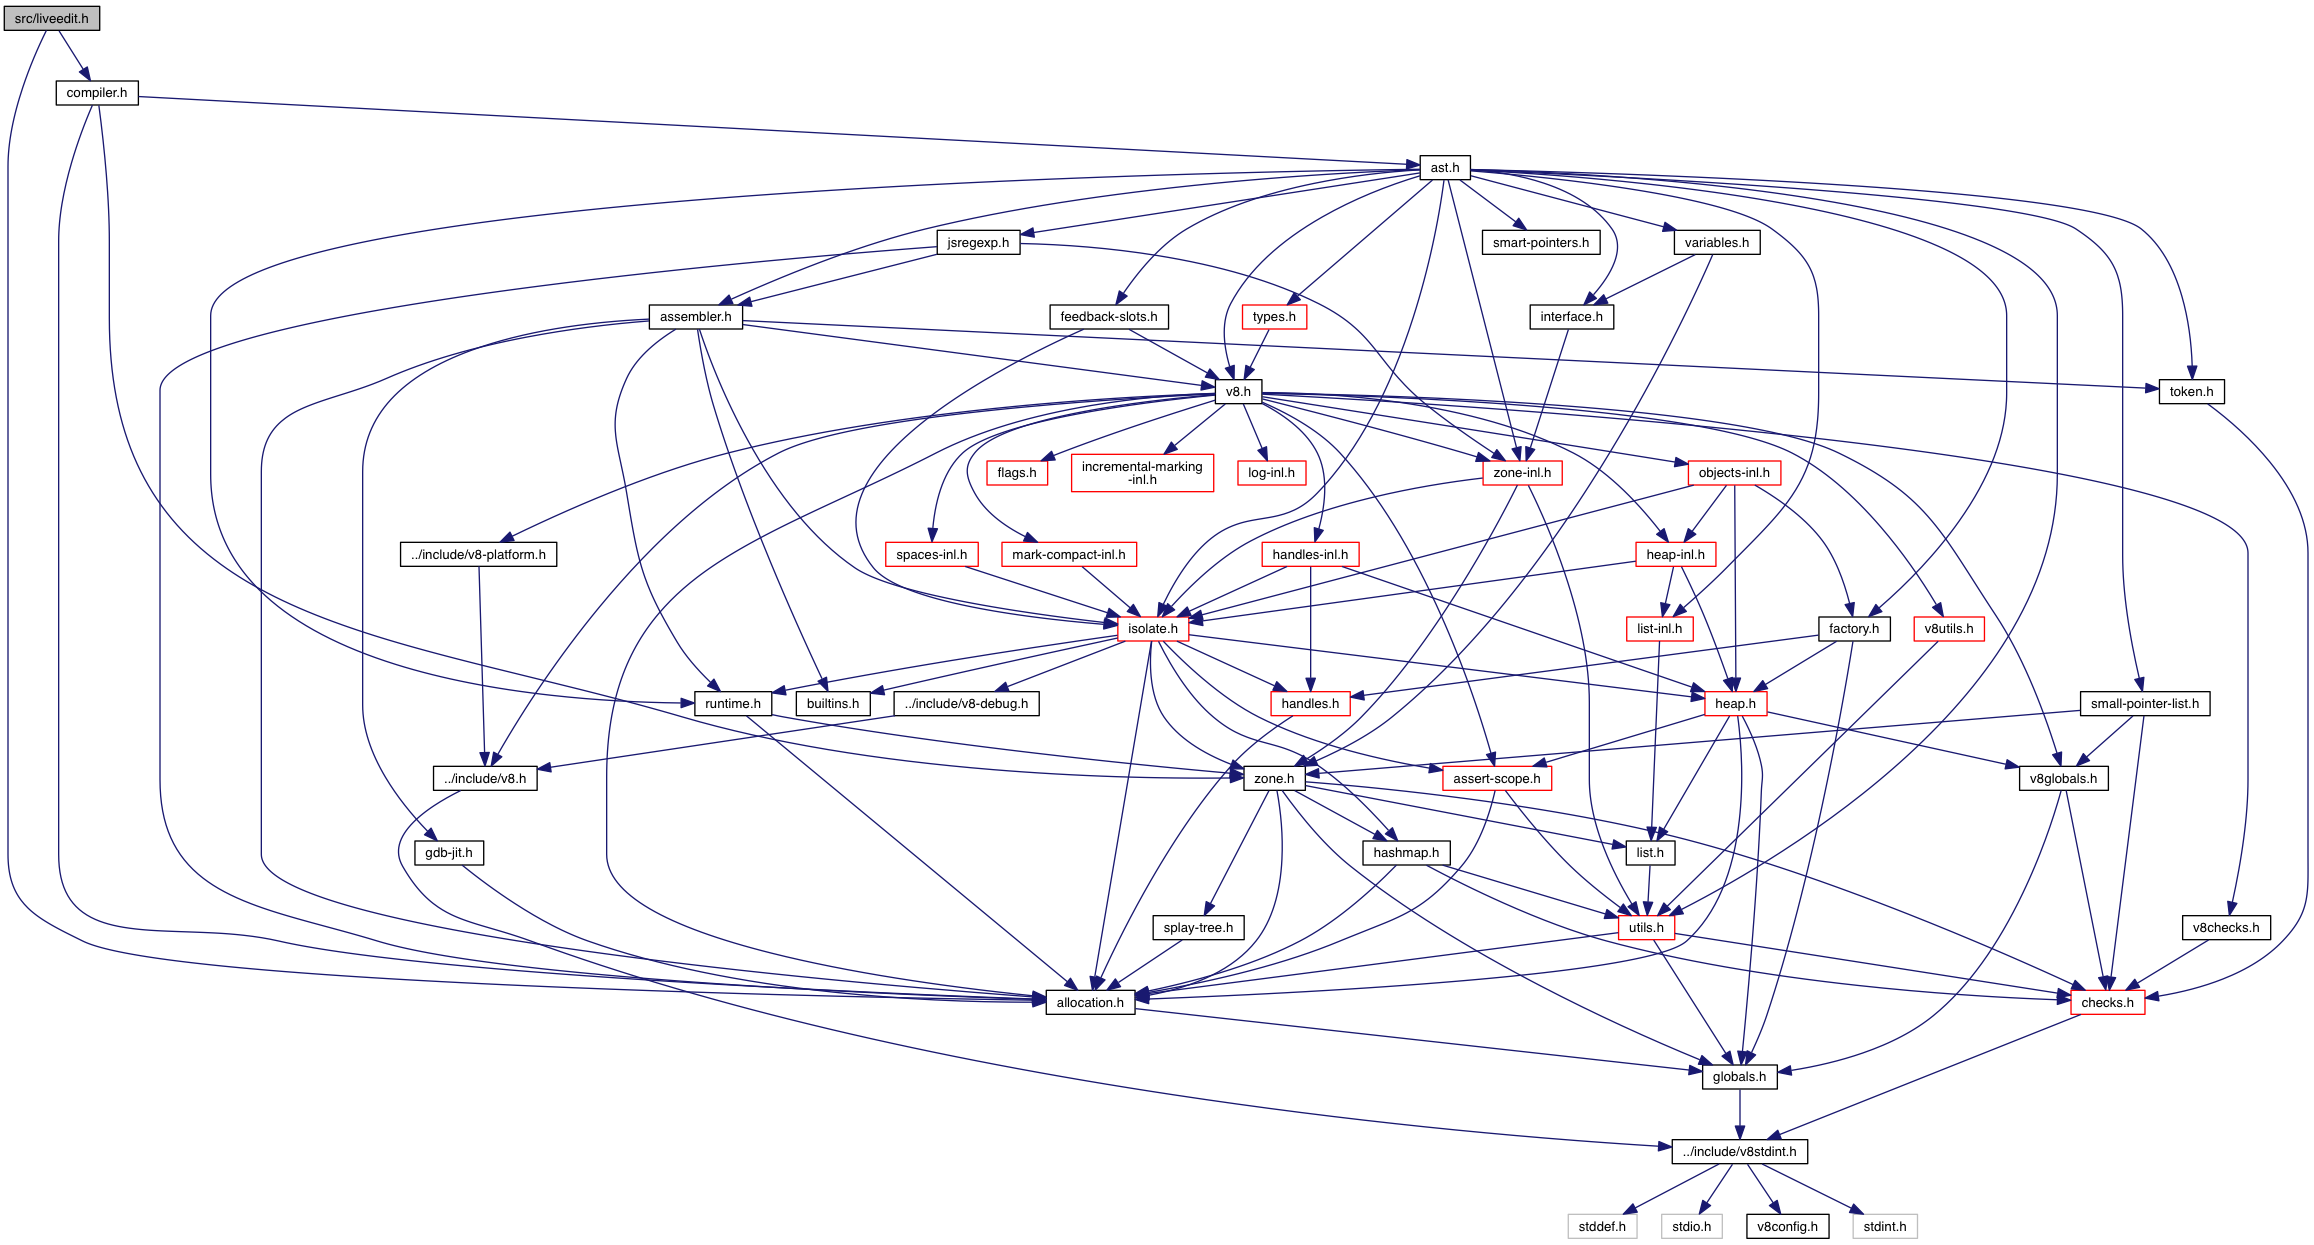 src/liveedit.h
compiler.h
ast.h
jsregexp.h
smart-pointers.h
variables.h
assembler.h
feedback-slots.h
types.h
interface.h
v8.h
token.h
flags.h
incremental-marking
-inl.h
log-inl.h
zone-inl.h
objects-inl.h
../include/v8-platform.h
spaces-inl.h
mark-compact-inl.h
handles-inl.h
heap-inl.h
isolate.h
list-inl.h
factory.h
v8utils.h
runtime.h
builtins.h
../include/v8-debug.h
handles.h
heap.h
small-pointer-list.h
../include/v8.h
zone.h
assert-scope.h
v8globals.h
gdb-jit.h
hashmap.h
list.h
splay-tree.h
utils.h
v8checks.h
allocation.h
checks.h
globals.h
../include/v8stdint.h
stddef.h
stdio.h
v8config.h
stdint.h